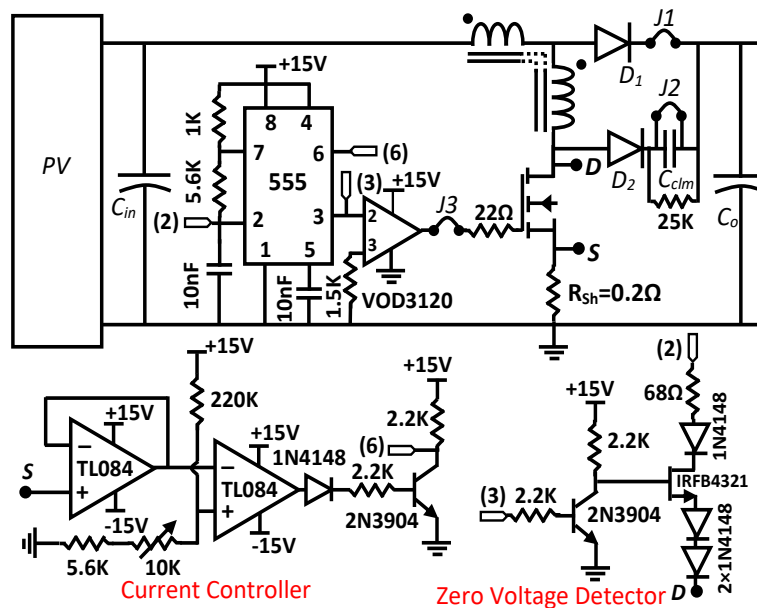 J1
+15V
D1
J2
8 4
1K
PV
7 6 (6)
555
(3) +15V
D
D2
Cclm
5.6K
Cin
(2)
2 3 2
J3
22Ω
25K
Co
1 5 3
S
10nF
10nF
1.5K
VOD3120
RSh=0.2Ω
+15V
220K
+15V
2.2K
(6)
+15V
(2)
68Ω
1N4148
+15V
−
TL084
+
S
-15V
+15V
−
TL084
+
-15V
1N4148
2.2K
2N3904
2.2K
IRFB4321
(3)
2.2K
2N3904
2×1N4148
D
5.6K
10K
Current Controller
Zero Voltage Detector